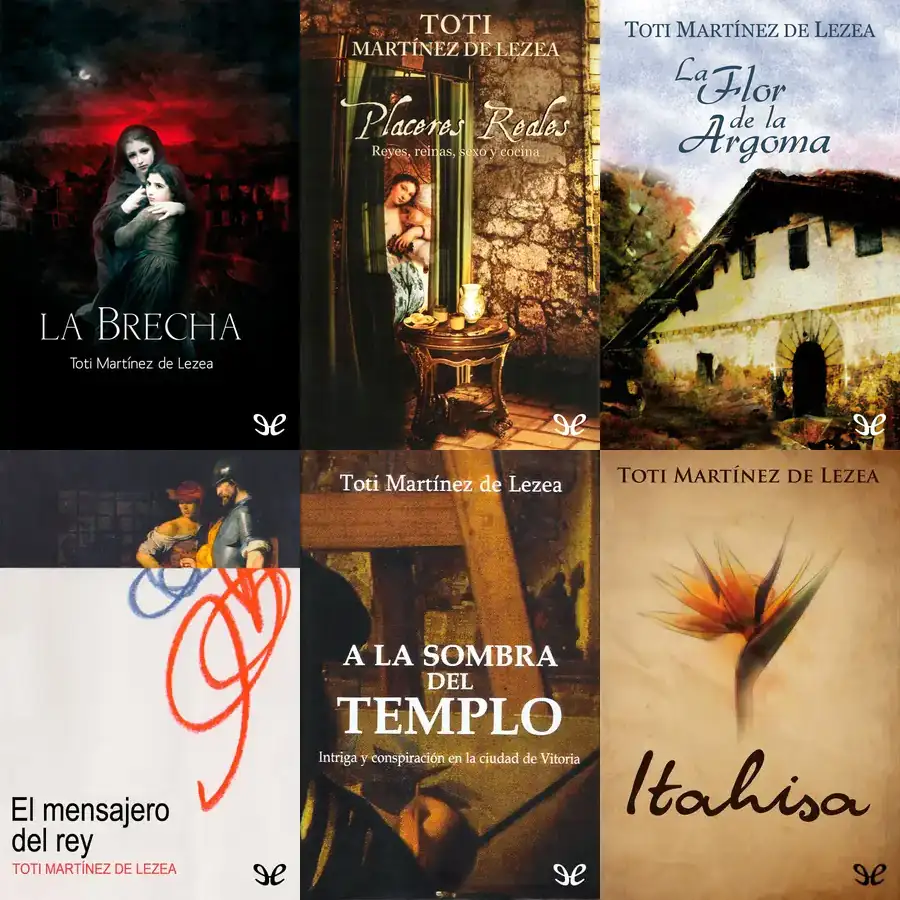 LA BRECHA
Toti Martínez de Lezea
TOTI
MARTÍNEZ DE LEZEA
Placeres Reales
Reyes, reinas, sexo y cocina
TOTI MARTÍNEZ DE LEZEA
La
Flor
de la
Argoma
El mensajero
del rey
TOTI MARTÍNEZ DE LEZEA
Toti Martínez de Lezea
A LA SOMBRA
DEL
TEMPLO
Intriga y conspiración en la ciudad de Vitoria
TOTI MARTÍNEZ DE LEZEA
Itahisa